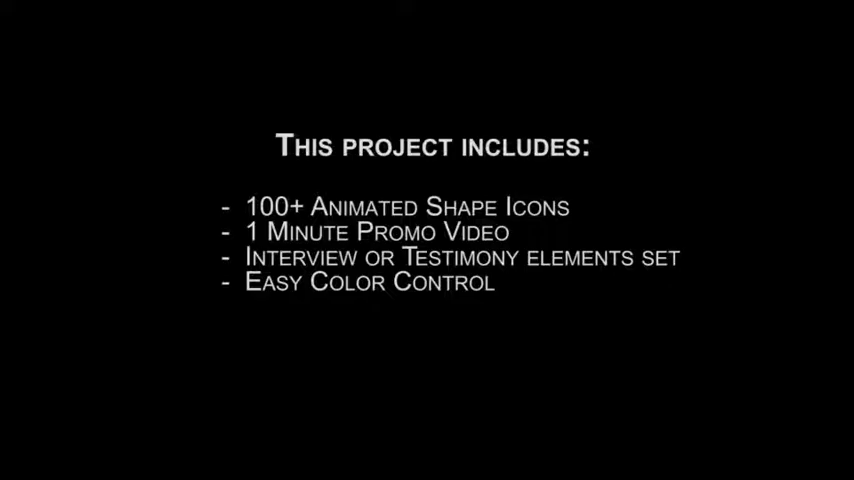 This project includes:
- 100+ Animated Shape Icons
- 1 Minute Promo Video
- Interview or Testimony elements set
- Easy Color Control